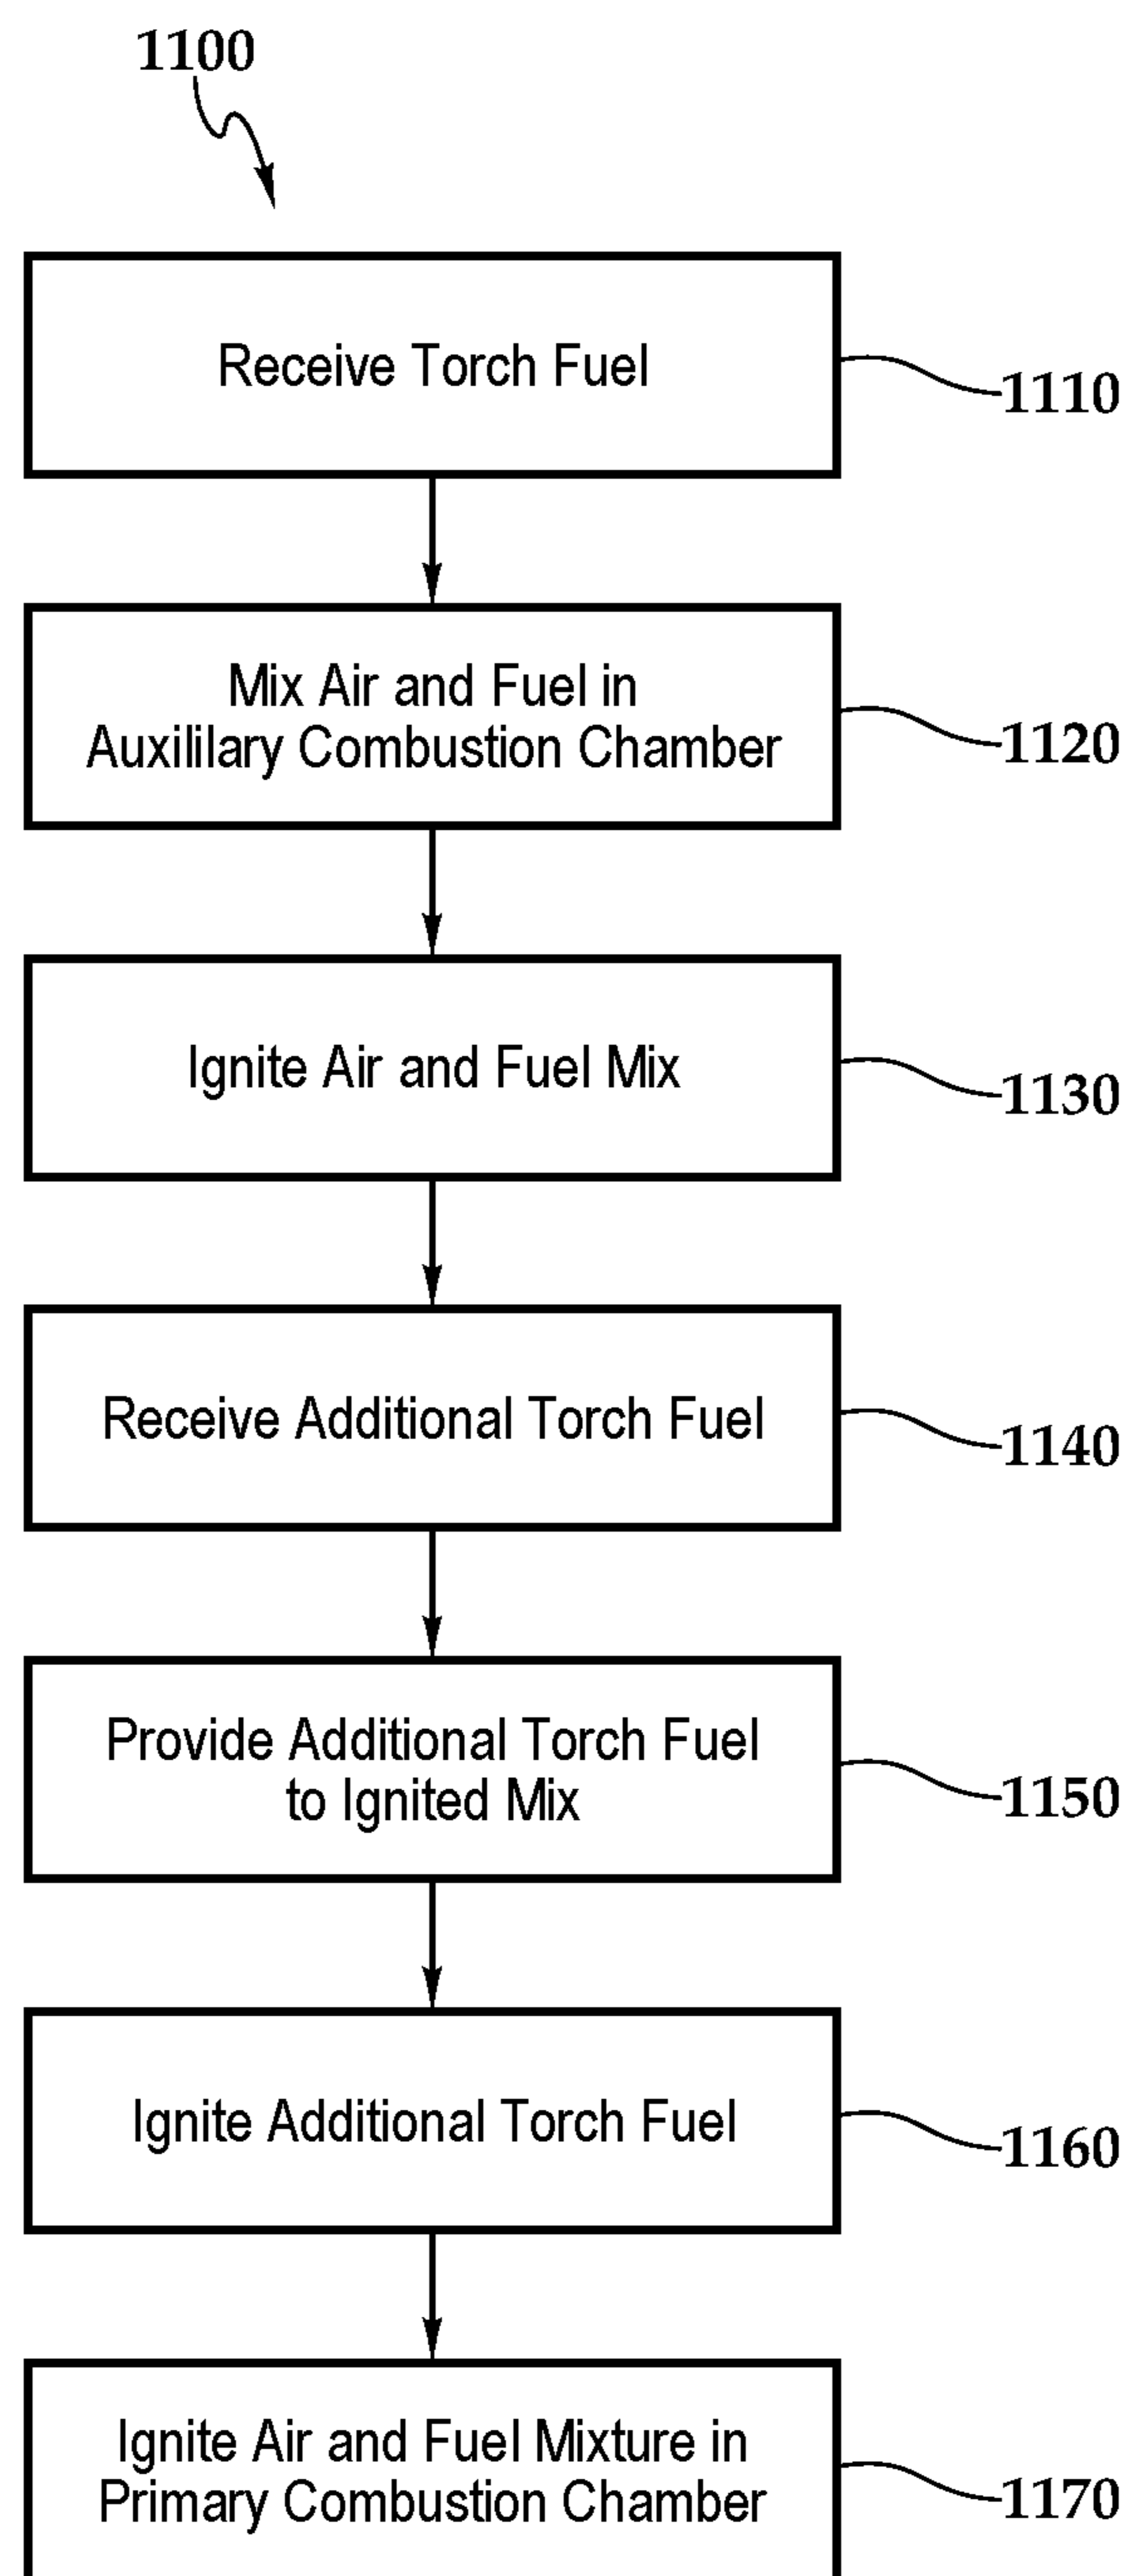 1100
Receive Torch Fuel
1110
Mix Air and Fuel in
Auxililary Combustion Chamber
1120
Ignite Air and Fuel Mix
1130
Receive Additional Torch Fuel
1140
Provide Additional Torch Fuel
to Ignited Mix
1150
Ignite Additional Torch Fuel
1160
Ignite Air and Fuel Mixture in
Primary Combustion Chamber
1170